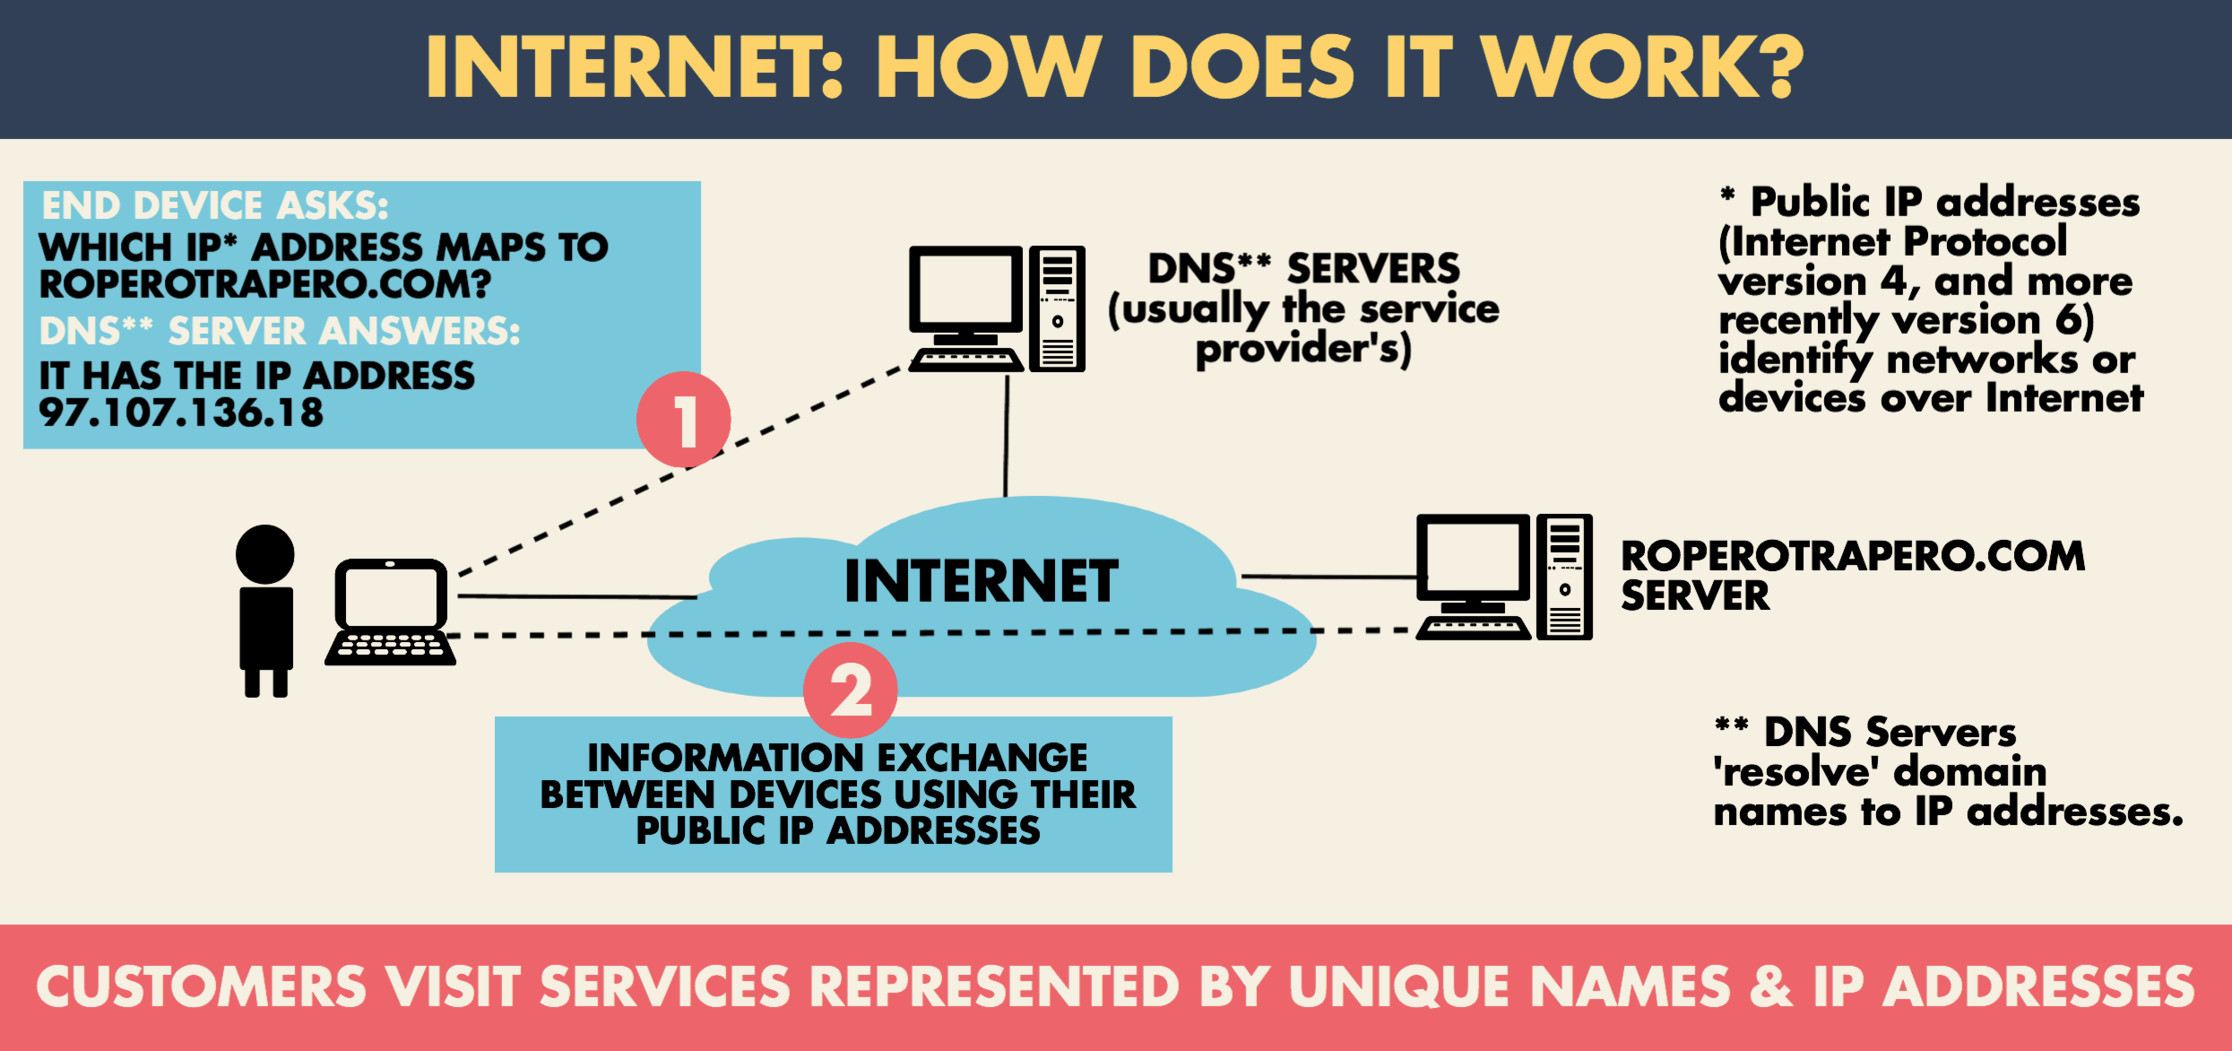 INTERNET: HOW DOES IT WORK?
END DEVICE ASKS:
WHICH IP* ADDRESS MAPS TO
ROPEROTRAPERO.COM?
DNS** SERVER ANSWERS:
IT HAS THE IP ADDRESS
97.107.136.18
1
DNS** SERVERS
(usually the service
provider's)
* Public IP addresses
(Internet Protocol
version 4, and more
recently version 6)
identify networks or
devices over Internet
INTERNET
ROPEROTRAPERO.COM
SERVER
2
INFORMATION EXCHANGE
BETWEEN DEVICES USING THEIR
PUBLIC IP ADDRESSES
** DNS Servers
'resolve' domain
names to IP addresses.
CUSTOMERS VISIT SERVICES REPRESENTED BY UNIQUE NAMES & IP ADDRESSES